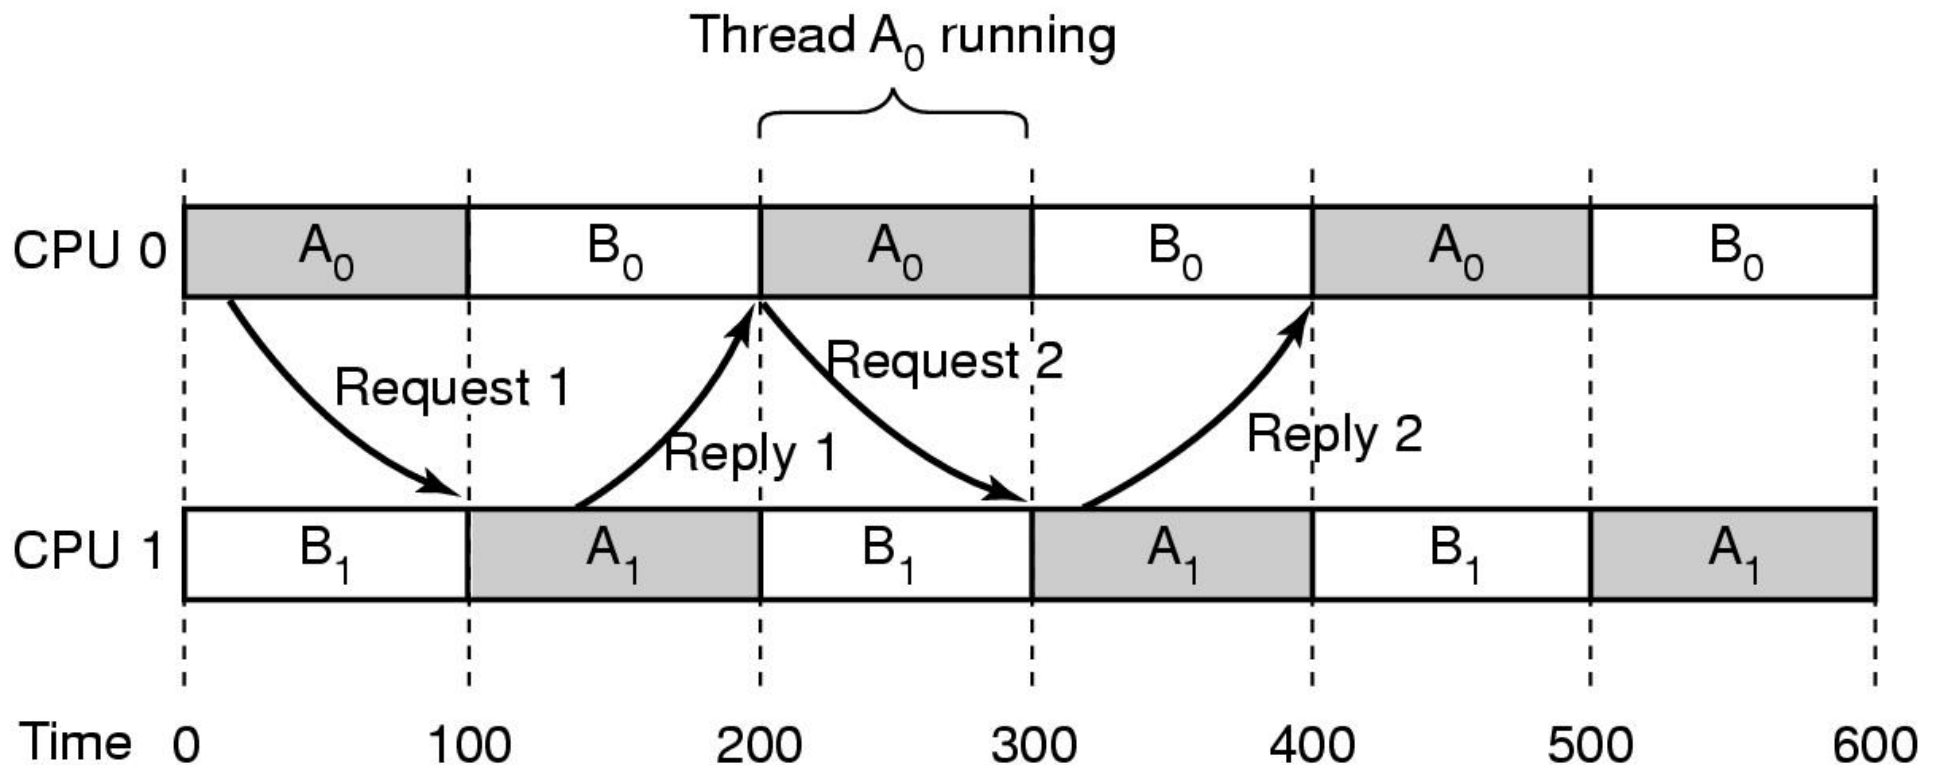 Thread A₀ running
CPU 0 A₀ B₀ A₀ B₀ A₀ B₀
Request 1
Reply 1
Request 2
Reply 2
CPU 1 B₁ A₁ B₁ A₁ B₁ A₁
Time 0 100 200 300 400 500 600